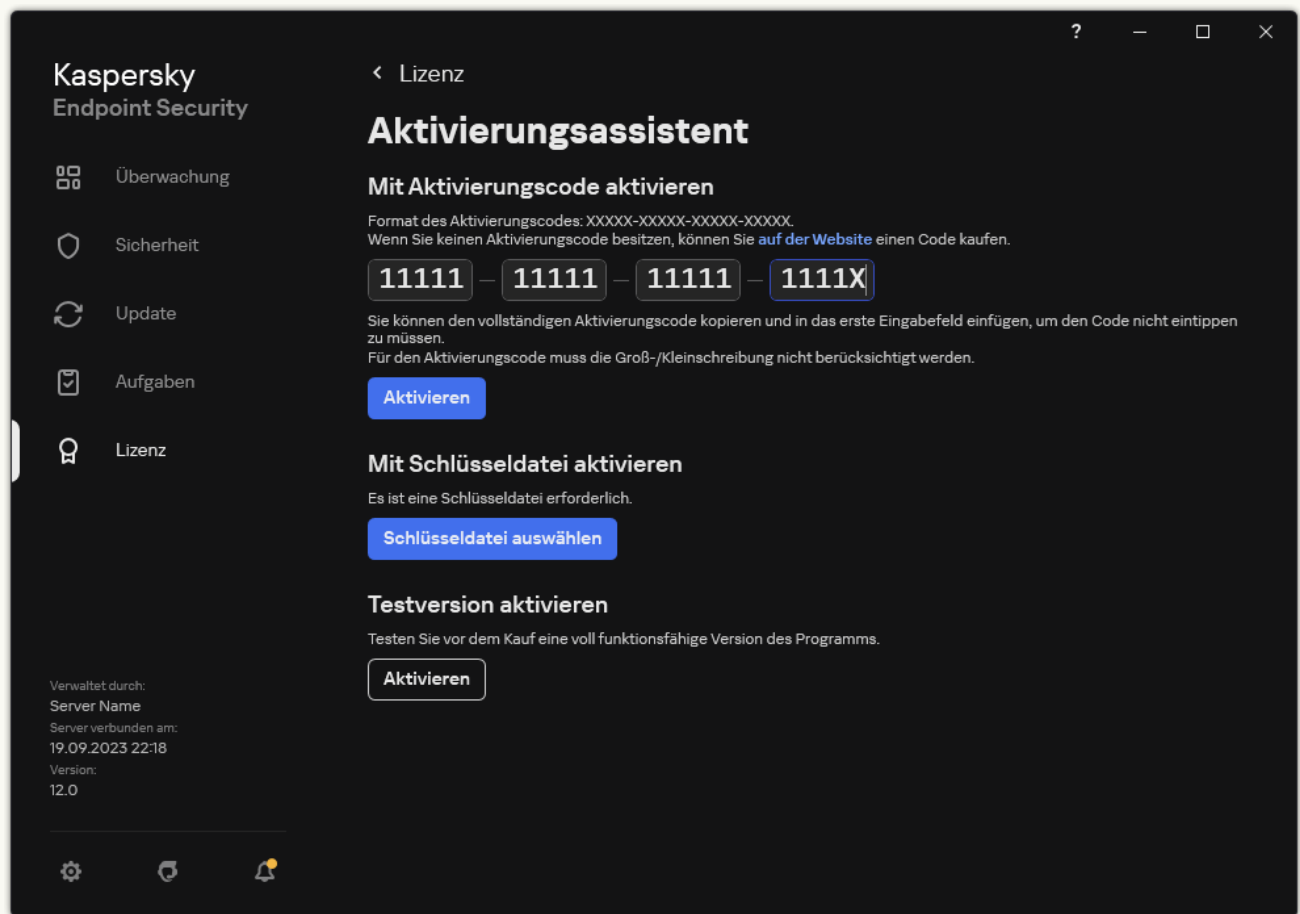 ?
Kaspersky
Endpoint Security
Überwachung
Sicherheit
Update
Aufgaben
Lizenz
Verwaltet durch:
Server Name
Server verbunden am:
19.09.2023 22:18
Version:
12.0
Lizenz
Aktivierungsassistent
Mit Aktivierungscode aktivieren
Format des Aktivierungscodes: XXXXX-XXXXX-XXXXX-XXXXX.
Wenn Sie keinen Aktivierungscode besitzen, können Sie auf der Website einen Code kaufen.
11111 – 11111 – 11111 – 1111X
Sie können den vollständigen Aktivierungscode kopieren und in das erste Eingabefeld einfügen, um den Code nicht eintippen
zu müssen.
Für den Aktivierungscode muss die Groß-/Kleinschreibung nicht berücksichtigt werden.
Aktivieren
Mit Schlüsseldatei aktivieren
Es ist eine Schlüsseldatei erforderlich.
Schlüsseldatei auswählen
Testversion aktivieren
Testen Sie vor dem Kauf eine voll funktionsfähige Version des Programms.
Aktivieren